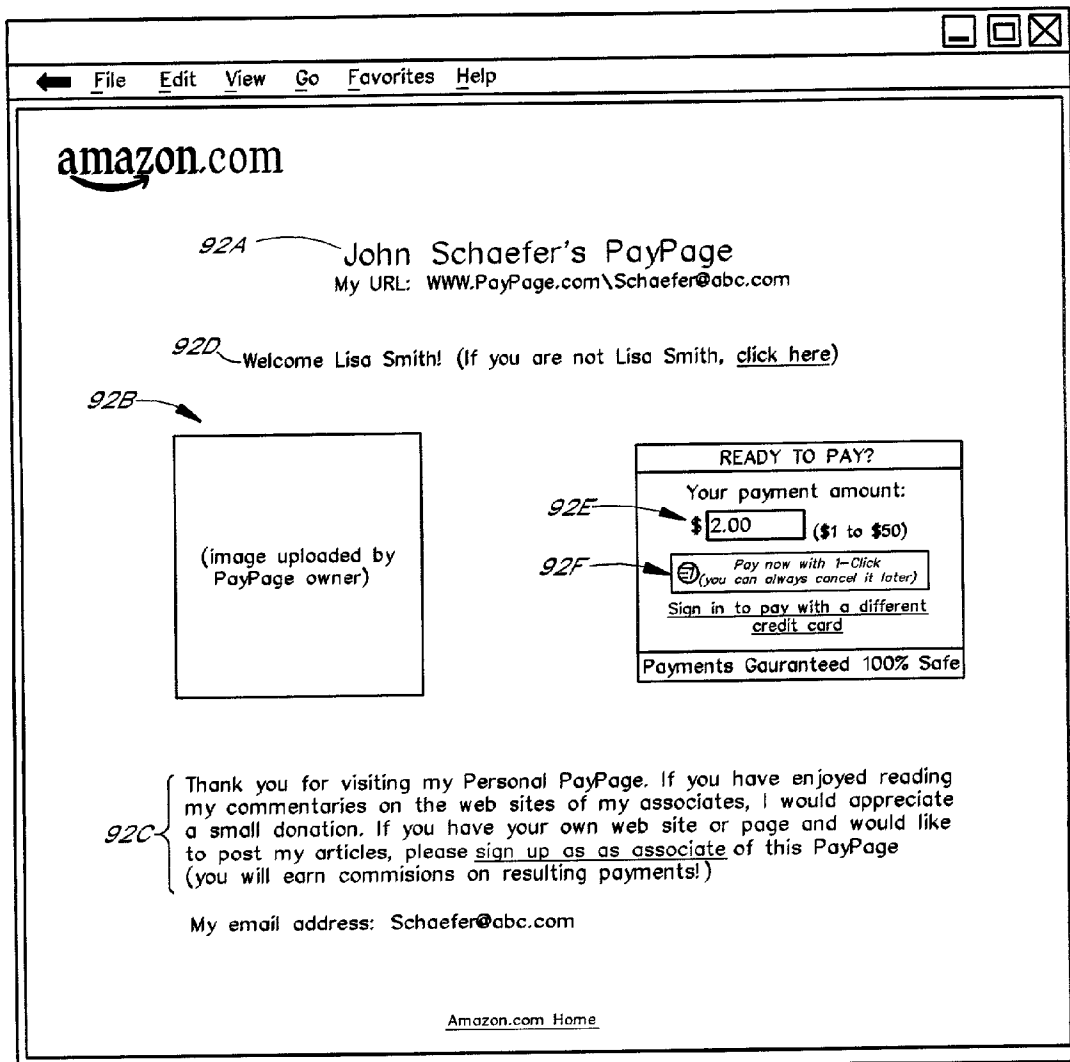 File Edit View Go Favorites Help
amazon.com
92A
John Schaefer's PayPage
My URL: WWW.PayPage.com\Schaefer@abc.com
92D
Welcome Lisa Smith! (If you are not Lisa Smith, click here)
92B
(image uploaded by
PayPage owner)
READY TO PAY?
Your payment amount:
92E
$ 2.00 ($1 to $50)
92F
Pay now with 1-Click
(you can always cancel it later)
Sign in to pay with a different
credit card
Payments Gauranteed 100% Safe
92C
Thank you for visiting my Personal PayPage. If you have enjoyed reading
my commentaries on the web sites of my associates, I would appreciate
a small donation. If you have your own web site or page and would like
to post my articles, please sign up as as associate of this PayPage
(you will earn commisions on resulting payments!)
My email address: Schaefer@abc.com
Amazon.com Home